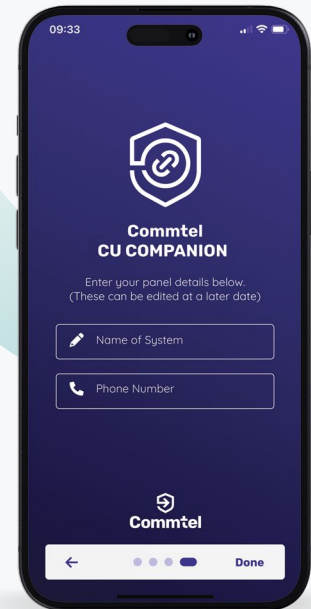 09:33
Commtel
CU COMPANION
Enter your panel details below.
(These can be edited at a later date)
Name of System
Phone Number
Commtel
Done